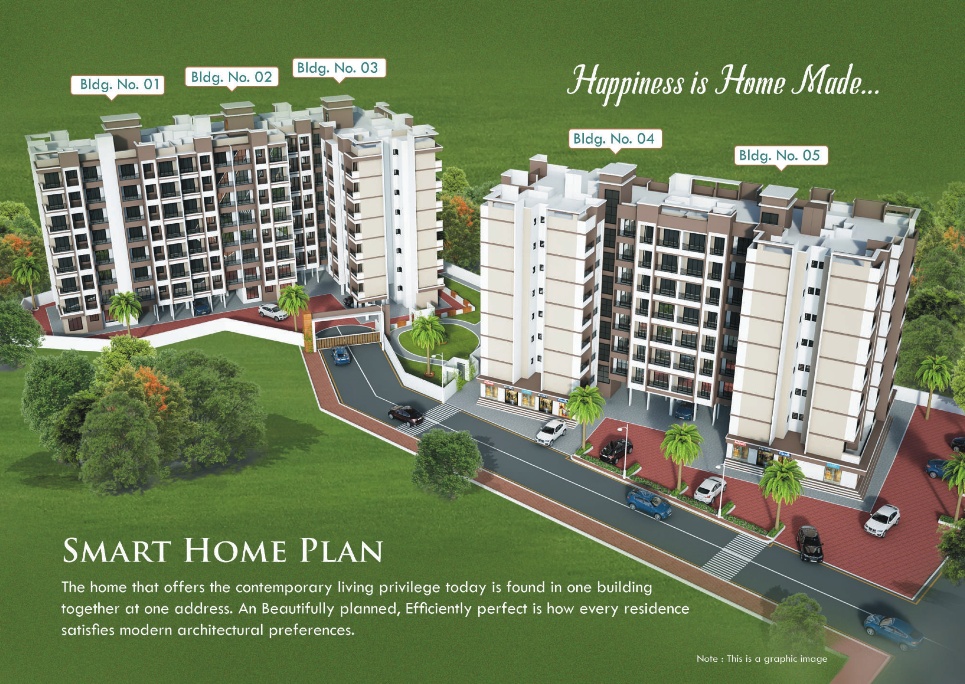 Happiness is Home Made...
Bldg. No. 01
Bldg. No. 02
Bldg. No. 03
Bldg. No. 04
Bldg. No. 05
SMART HOME PLAN
The home that offers the contemporary living privilege today is found in one building
together at one address. An Beautifully planned, Efficiently perfect is how every residence
satisfies modern architectural preferences.
Note : This is a graphic image